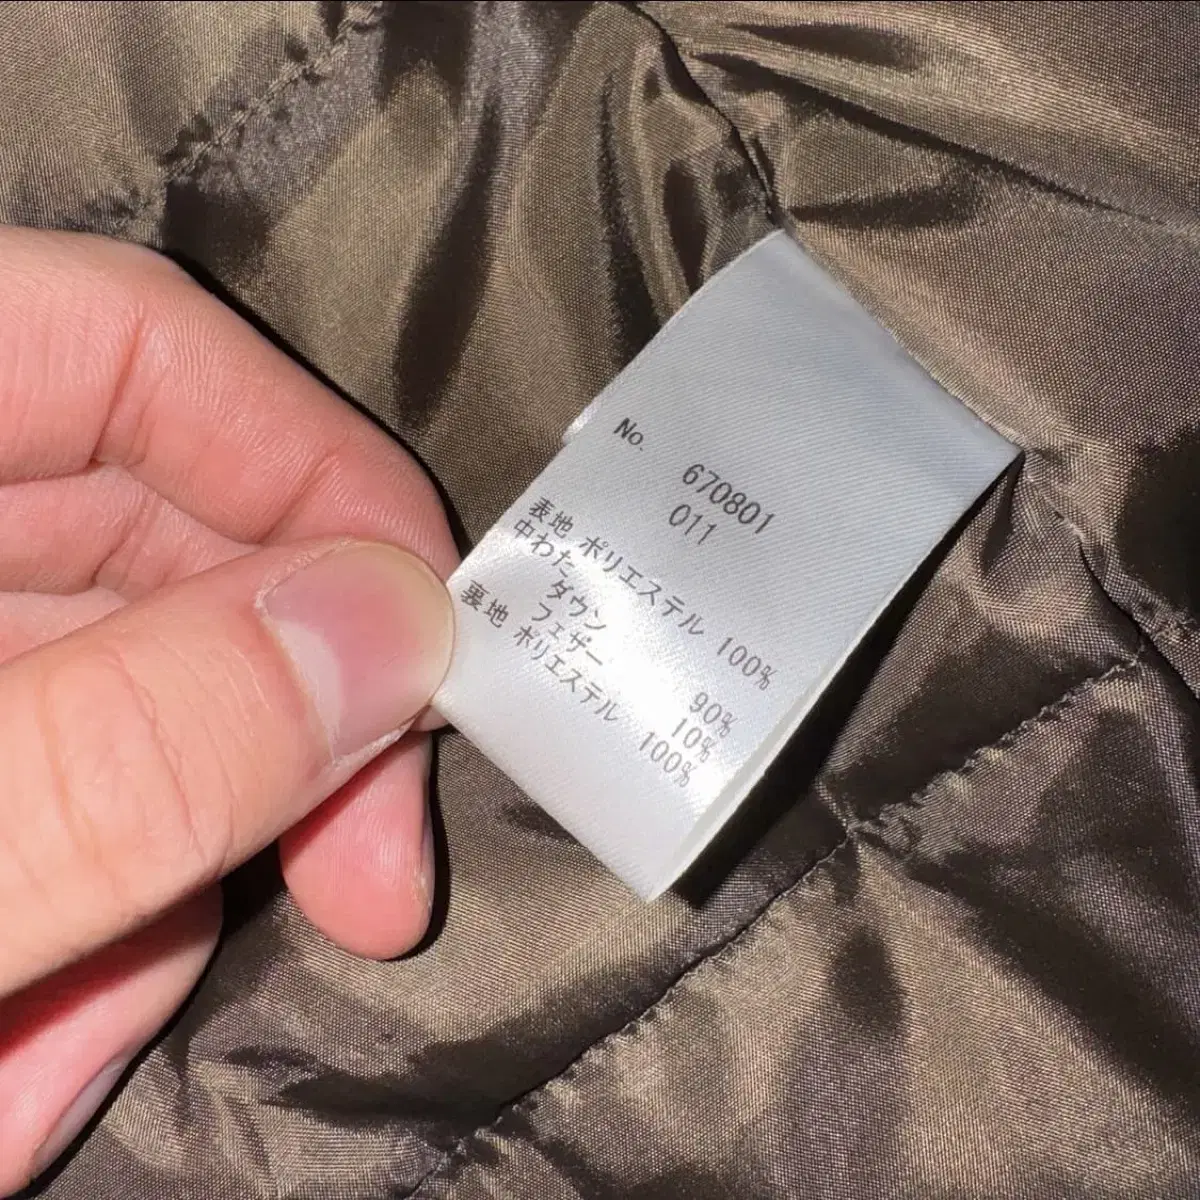 No. 670801
011
表地 ポリエステル 100%
中わた
ダウン 90%
フェザー 10%
裏地 ポリエステル 100%